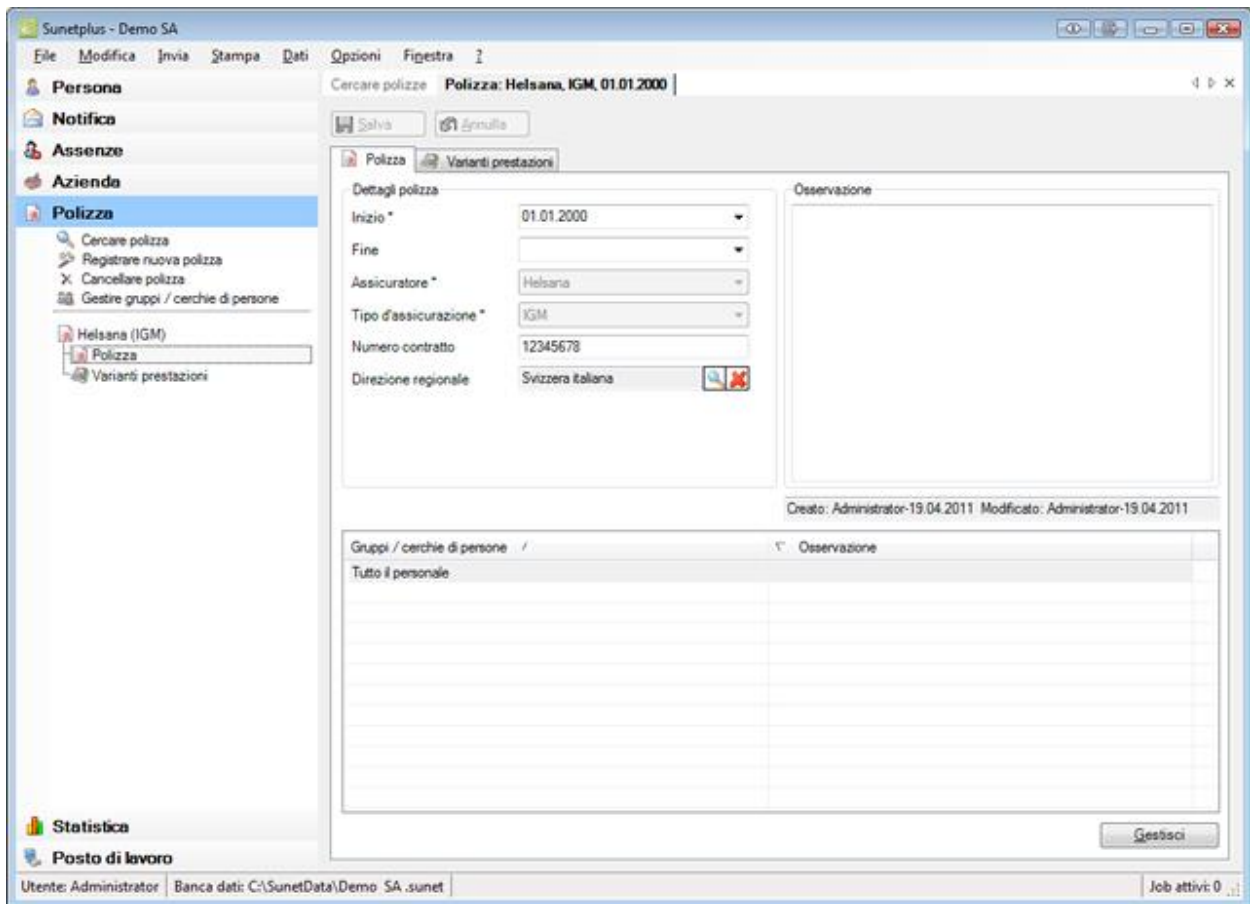 Sunetplus - Demo SA
File Modifica Invia Stampa Dati Opzioni Finestra ?
Persona
Notifica
Assenze
Azienda
Polizza
Cercare polizza
Registrare nuova polizza
Cancellare polizza
Gestire gruppi / cerchie di persone
Helsana (IGM)
Polizza
Varianti prestazioni
Statistica
Posto di lavoro
Cercare polizze Polizza: Helsana, IGM, 01.01.2000
Salva Annulla
Polizza Varianti prestazioni
Dettagli polizza
Inizio * 01.01.2000
Fine
Assicuratore * Helsana
Tipo d'assicurazione * IGM
Numero contratto 12345678
Direzione regionale Svizzera italiana
Osservazione
Creato: Administrator-19.04.2011 Modificato: Administrator-19.04.2011
Gruppi / cerchie di persone Osservazione
Tutto il personale
Gestisci
Utente: Administrator Banca dati: C:\SunetData\Demo SA .sunet Job attivi: 0